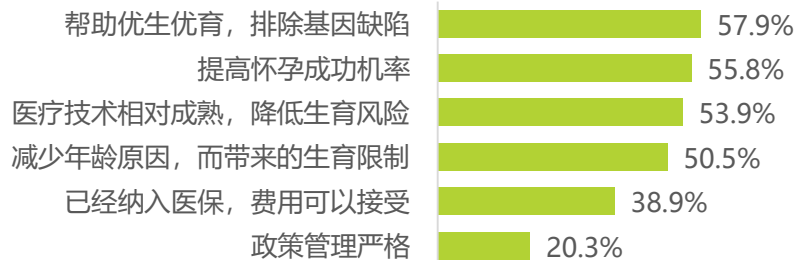 帮助优生优育，排除基因缺陷 57.9%
提高怀孕成功机率 55.8%
医疗技术相对成熟，降低生育风险 53.9%
减少年龄原因，而带来的生育限制 50.5%
已经纳入医保，费用可以接受 38.9%
政策管理严格 20.3%